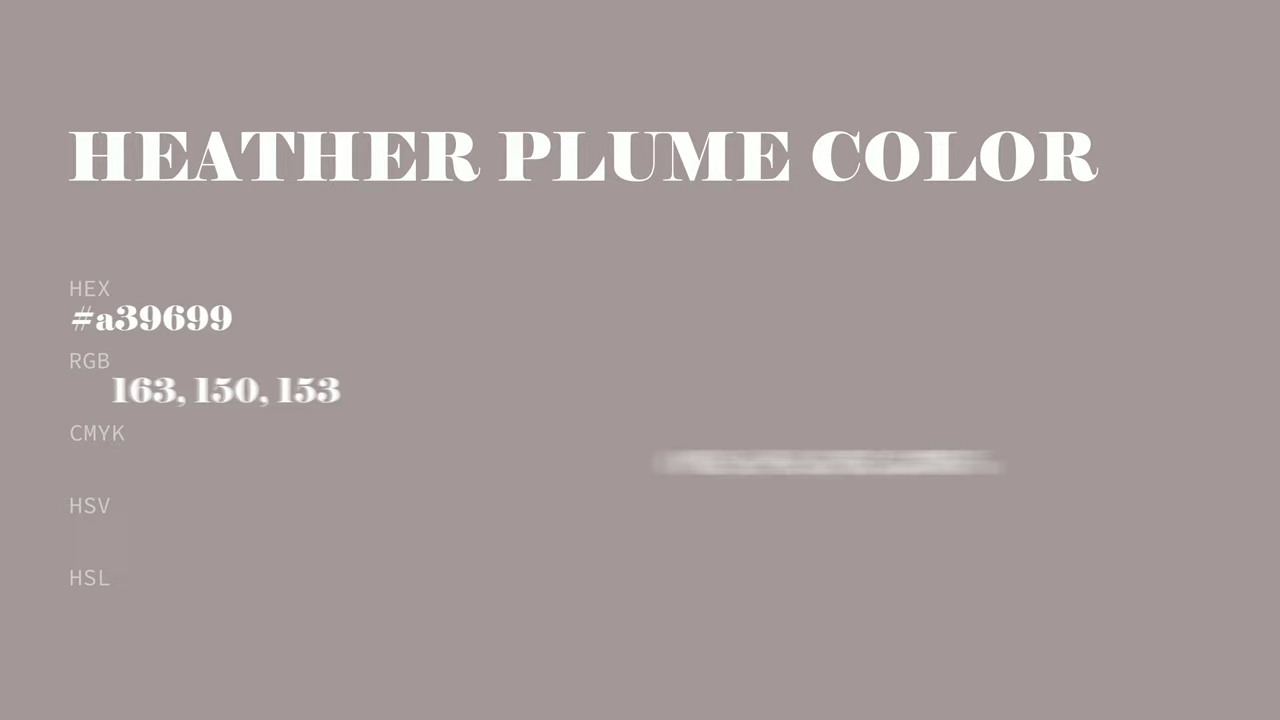 HEATHER PLUME COLOR
HEX
#a39699
RGB
163, 150, 153
CMYK
HSV
HSL